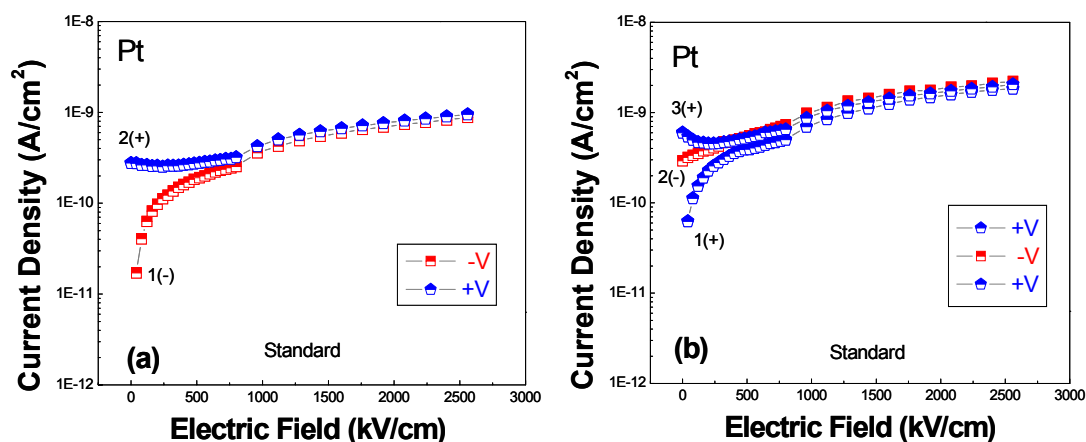 Pt
Current Density (A/cm²)
1E-8
1E-9
1E-10
1E-11
1E-12
2(+)
1(-)
-V
+V
(a)
Standard
0 500 1000 1500 2000 2500 3000
Electric Field (kV/cm)
Pt
Current Density (A/cm²)
1E-8
1E-9
1E-10
1E-11
1E-12
3(+)
2(-)
1(+)
+V
-V
+V
(b)
Standard
0 500 1000 1500 2000 2500 3000
Electric Field (kV/cm)